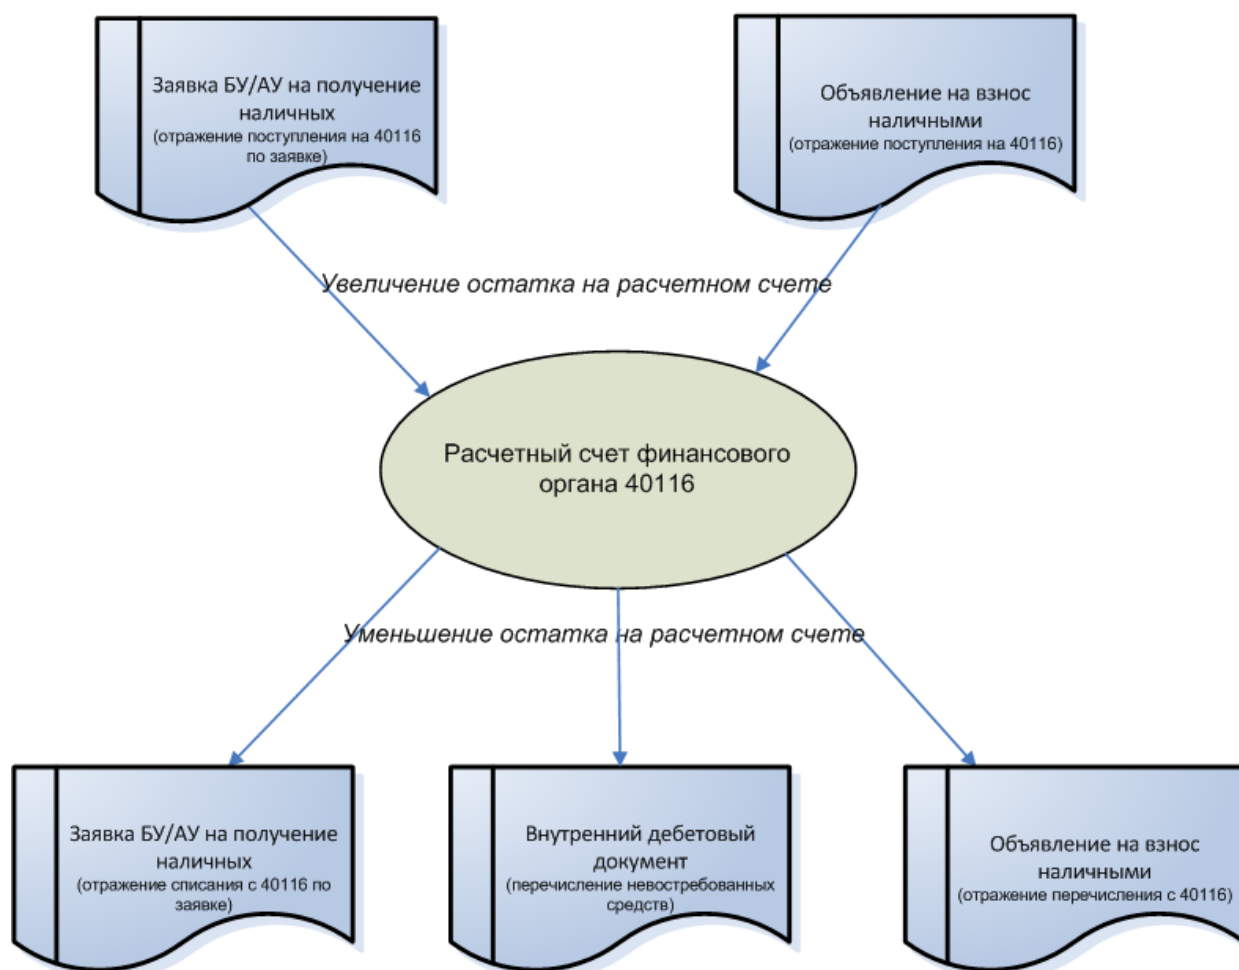 Заявка БУ/АУ на получение
наличных
(отражение поступления на 40116
по заявке)
Объявление на взнос
наличными
(отражение поступления на 40116)
Увеличение остатка на расчетном счете
Расчетный счет финансового
органа 40116
Уменьшение остатка на расчетном счете
Заявка БУ/АУ на получение
наличных
(отражение списания с 40116 по
заявке)
Внутренний дебетовый
документ
(перечисление невостребованных
средств)
Объявление на взнос
наличными
(отражение перечисления с 40116)